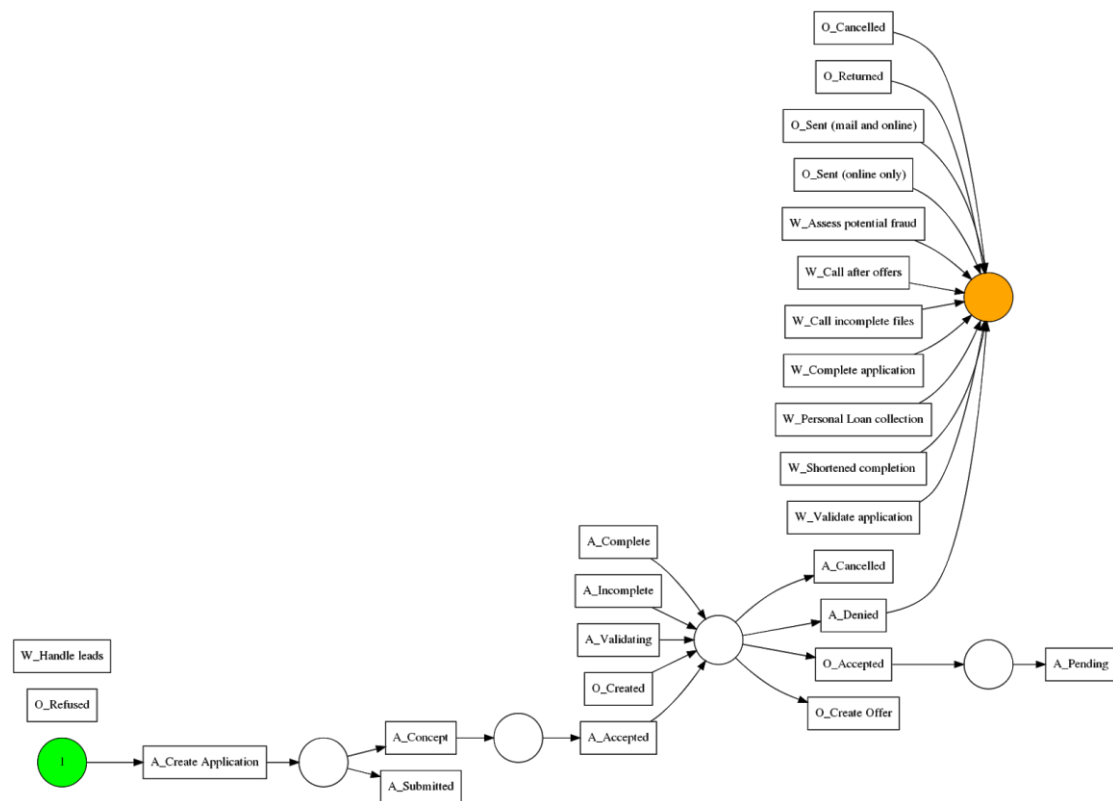 O_Cancelled
O_Returned
O_Sent (mail and online)
O_Sent (online only)
W_Assess potential fraud
W_Call after offers
W_Call incomplete files
W_Complete application
W_Personal Loan collection
W_Shortened completion
W_Validate application
A_Complete
A_Cancelled
A_Incomplete
A_Denied
A_Validating
W_Handle leads
O_Accepted
A_Pending
O_Created
O_Refused
O_Create Offer
A_Concept
A_Accepted
1
A_Create Application
A_Submitted